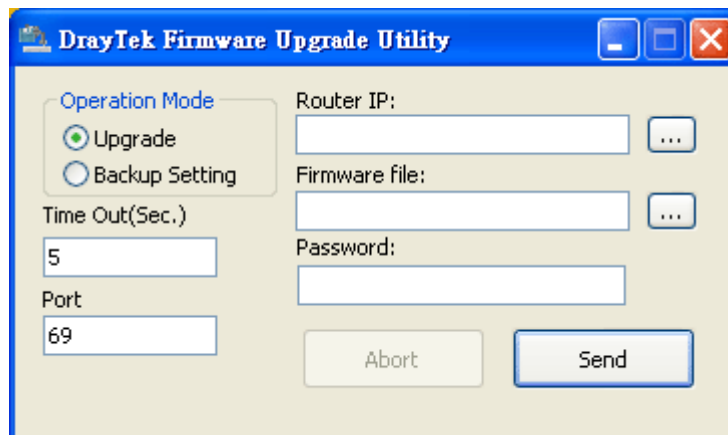 DrayTek Firmware Upgrade Utility
Operation Mode
Upgrade
Backup Setting
Time Out(Sec.)
5
Port
69
Router IP:
...
Firmware file:
...
Password:
Abort
Send